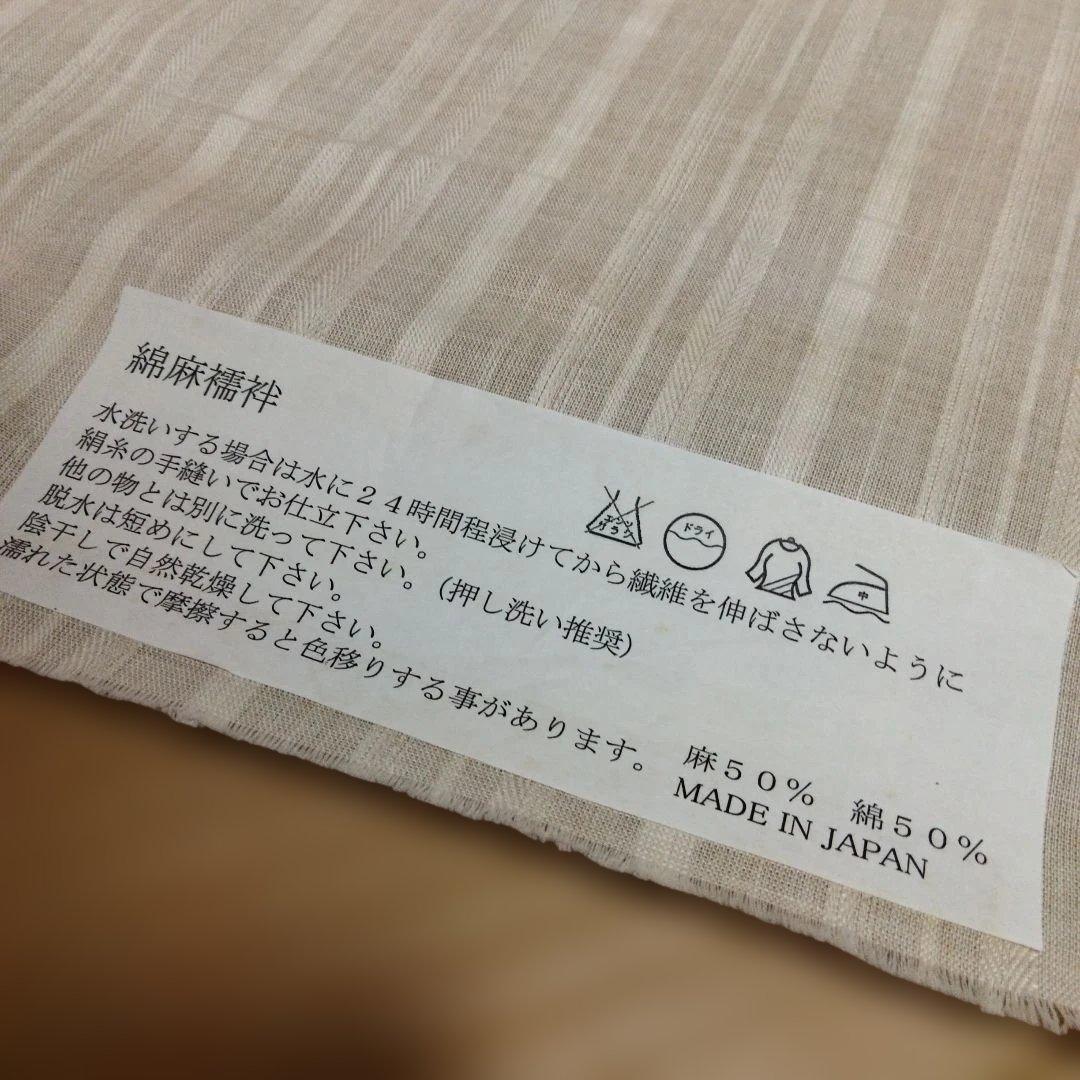 綿麻襦袢
エンソ
サラシ
ドライ
中
水洗いする場合は水に２４時間程浸けてから繊維を伸ばさないように
絹糸の手縫いでお仕立下さい。
他の物とは別に洗って下さい。(押し洗い推奨)
脱水は短めにして下さい。
陰干しで自然乾燥して下さい。
濡れた状態で摩擦すると色移りする事があります。
麻５０％　綿５０％
MADE IN JAPAN